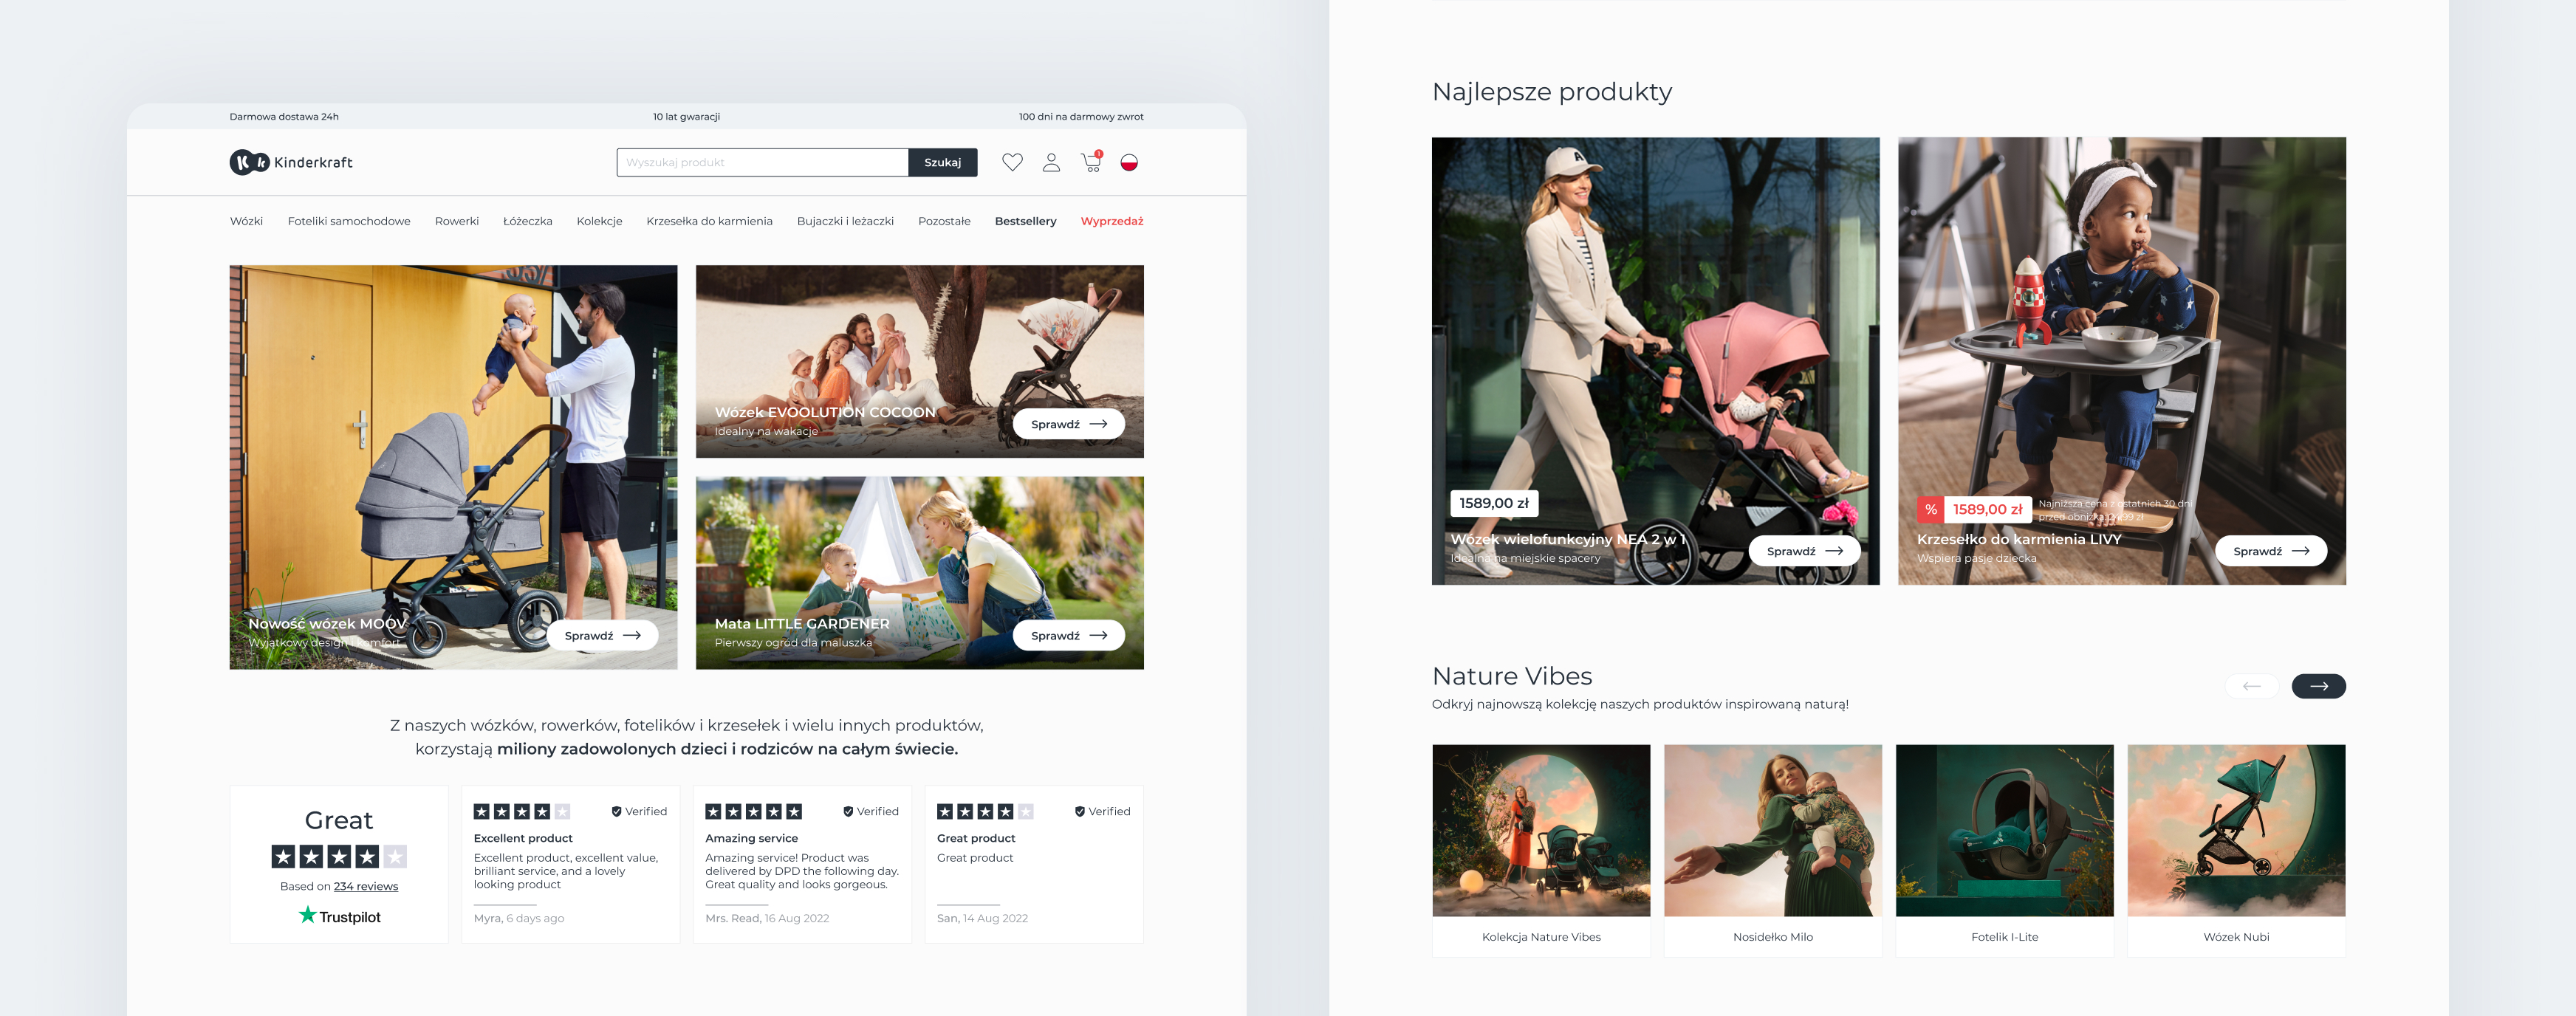 Darmowa dostawa 24h
10 lat gwaracji
100 dni na darmowy zwrot
Kinderkraft
Wyszukaj produkt
Szukaj
1
Wózki
Foteliki samochodowe
Rowerki
Łóżeczka
Kolekcje
Krzesełka do karmienia
Bujaczki i leżaczki
Pozostałe
Bestsellery
Wyprzedaż
Nowość wózek MOOV
Wyjątkowy design i komfort
Sprawdź
Wózek EVOOLUTION COCOON
Idealny na wakacje
Sprawdź
Mata LITTLE GARDENER
Pierwszy ogród dla maluszka
Sprawdź
Z naszych wózków, rowerków, fotelików i krzesełek i wielu innych produktów,
korzystają miliony zadowolonych dzieci i rodziców na całym świecie.
Great
Based on 234 reviews
Trustpilot
Verified
Excellent product
Excellent product, excellent value,
brilliant service, and a lovely
looking product
Myra, 6 days ago
Verified
Amazing service
Amazing service! Product was
delivered by DPD the following day.
Great quality and looks gorgeous.
Mrs. Read, 16 Aug 2022
Verified
Great product
Great product
San, 14 Aug 2022
Najlepsze produkty
A
1589,00 zł
Wózek wielofunkcyjny NEA 2 w 1
Idealna na miejskie spacery
Sprawdź
% 1589,00 zł
Najniższa cena z ostatnich 30 dni
przed obniżką
Krzesełko do karmienia LIVY
Wspiera pasje dziecka
Sprawdź
Nature Vibes
Odkryj najnowszą kolekcję naszych produktów inspirowaną naturą!
Kolekcja Nature Vibes
Nosidełko Milo
Fotelik I-Lite
Wózek Nubi